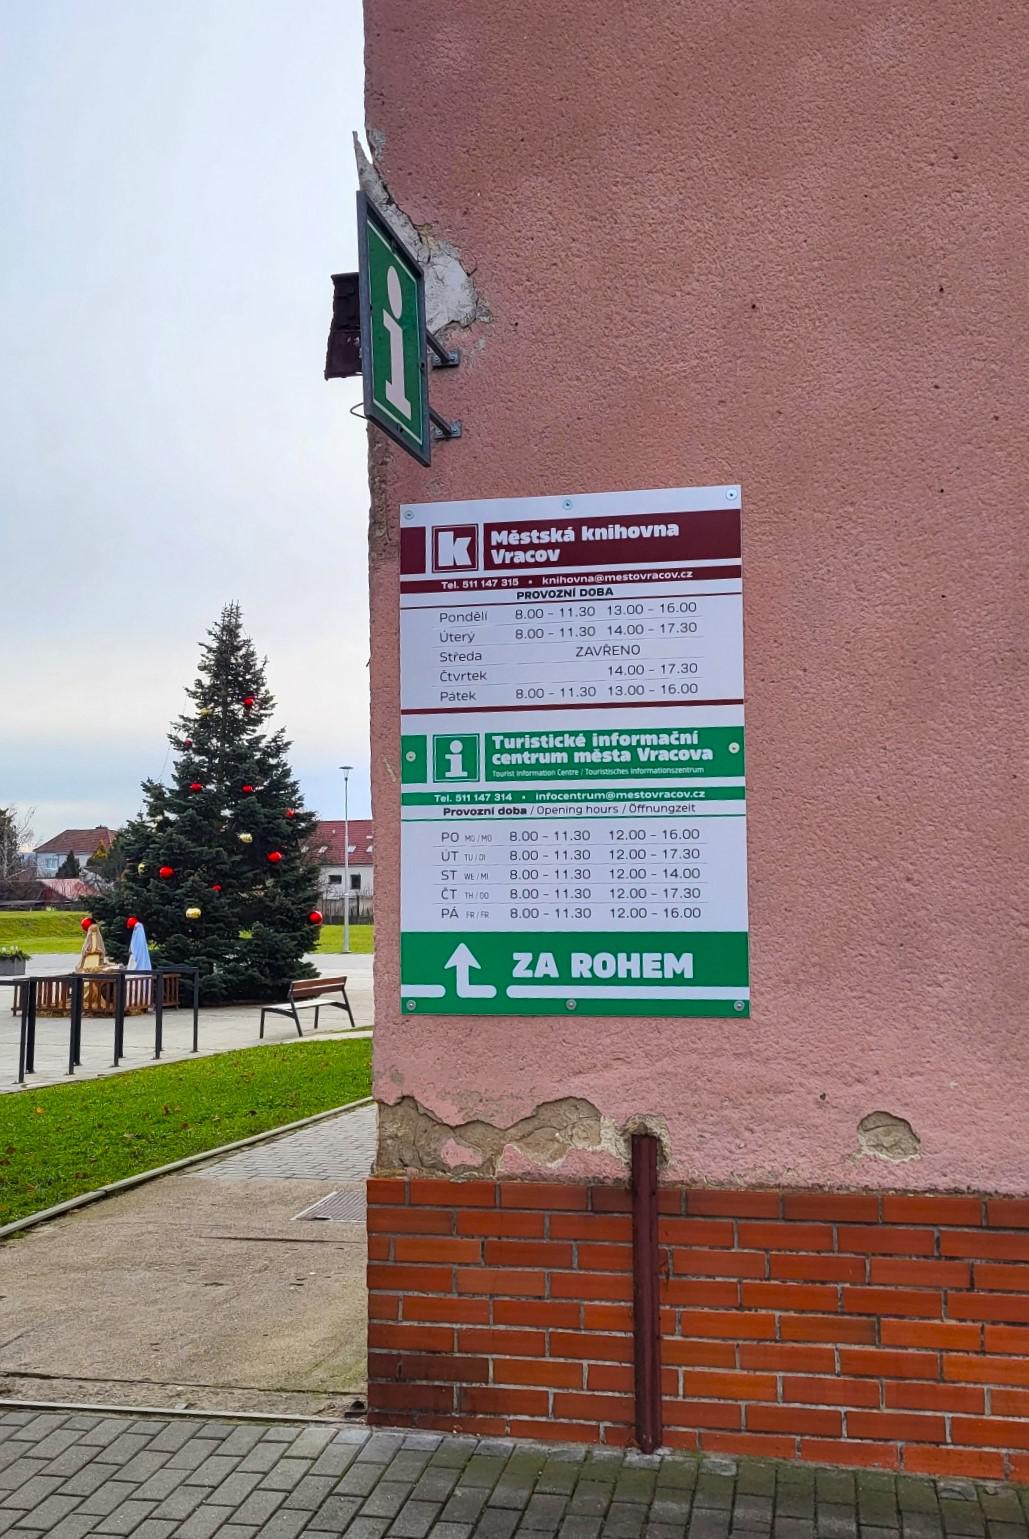 i
k Městská knihovna
Vracov
Tel. 511 147 315 • knihovna@mestovracov.cz
PROVOZNÍ DOBA
Pondělí 8.00 – 11.30 13.00 – 16.00
Úterý 8.00 – 11.30 14.00 – 17.30
Středa ZAVŘENO
Čtvrtek 14.00 – 17.30
Pátek 8.00 – 11.30 13.00 – 16.00
i Turistické informační
centrum města Vracova
Tourist Information Centre / Touristisches Informationszentrum
Tel. 511 147 314 • infocentrum@mestovracov.cz
Provozní doba / Opening hours / Öffnungzeit
PO MO / MO 8.00 – 11.30 12.00 – 16.00
ÚT TU / DI 8.00 – 11.30 12.00 – 17.30
ST WE / MI 8.00 – 11.30 12.00 – 14.00
ČT TH / DO 8.00 – 11.30 12.00 – 17.30
PÁ FR / FR 8.00 – 11.30 12.00 – 16.00
ZA ROHEM